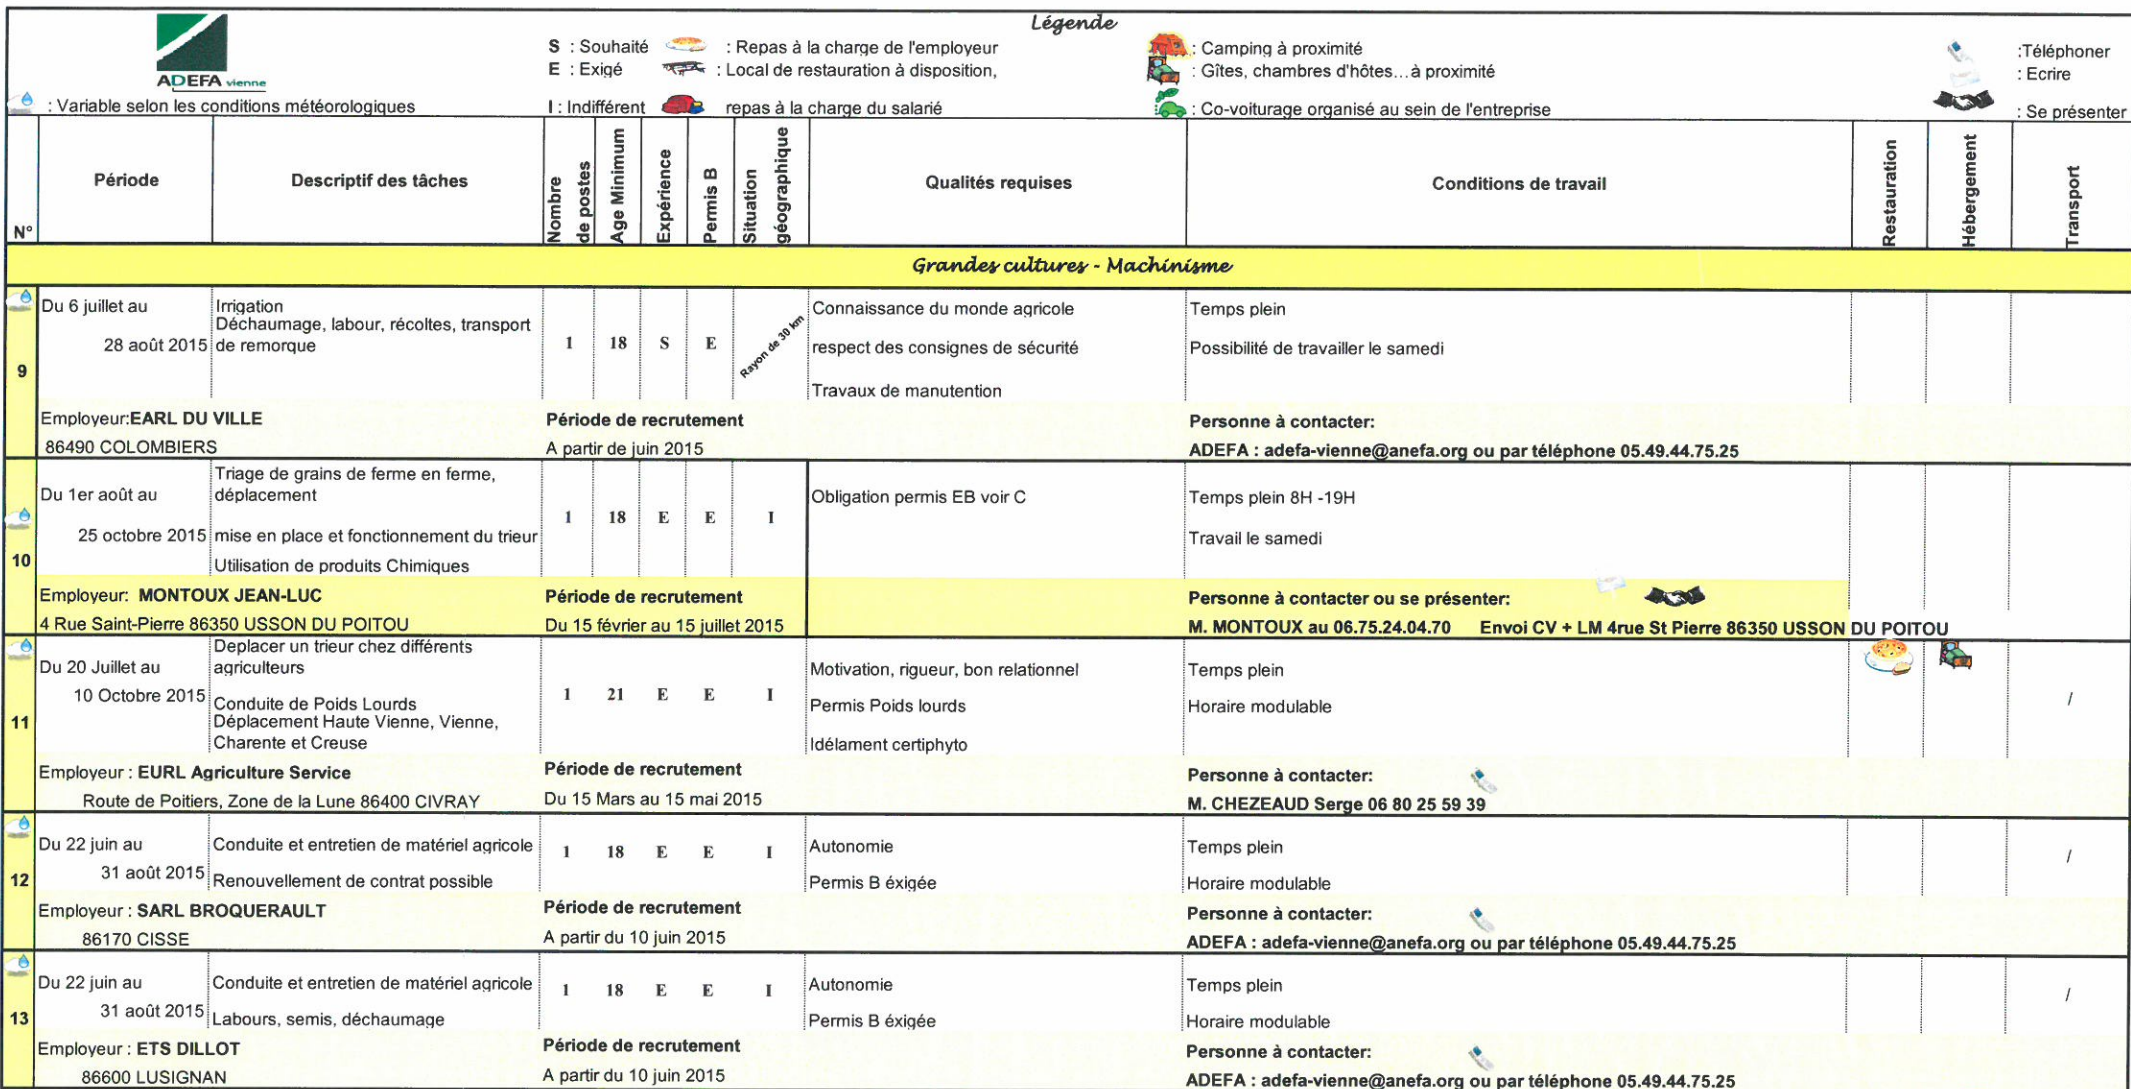 Légende
ADEFA vienne
S : Souhaité : Repas à la charge de l'employeur : Camping à proximité :Téléphoner
E : Exigé : Local de restauration à disposition, : Gîtes, chambres d'hôtes...à proximité : Ecrire
: Variable selon les conditions météorologiques I : Indifférent repas à la charge du salarié : Co-voiturage organisé au sein de l'entreprise : Se présenter
N° Période Descriptif des tâches Nombre de postes Age Minimum Expérience Permis B Situation géographique Qualités requises Conditions de travail Restauration Hébergement Transport
Grandes cultures - Machinisme
9
Du 6 juillet au
28 août 2015
Irrigation
Déchaumage, labour, récoltes, transport
de remorque
1 18 S E Rayon de 30 km
Connaissance du monde agricole
respect des consignes de sécurité
Travaux de manutention
Temps plein
Possibilité de travailler le samedi
Employeur:EARL DU VILLE
86490 COLOMBIERS
Période de recrutement
A partir de juin 2015
Personne à contacter:
ADEFA : adefa-vienne@anefa.org ou par téléphone 05.49.44.75.25
10
Du 1er août au
25 octobre 2015
Triage de grains de ferme en ferme,
déplacement
mise en place et fonctionnement du trieur
Utilisation de produits Chimiques
1 18 E E I
Obligation permis EB voir C
Temps plein 8H -19H
Travail le samedi
Employeur: MONTOUX JEAN-LUC
4 Rue Saint-Pierre 86350 USSON DU POITOU
Période de recrutement
Du 15 février au 15 juillet 2015
Personne à contacter ou se présenter:
M. MONTOUX au 06.75.24.04.70 Envoi CV + LM 4rue St Pierre 86350 USSON DU POITOU
11
Du 20 Juillet au
10 Octobre 2015
Deplacer un trieur chez différents
agriculteurs
Conduite de Poids Lourds
Déplacement Haute Vienne, Vienne,
Charente et Creuse
1 21 E E I
Motivation, rigueur, bon relationnel
Permis Poids lourds
Idélament certiphyto
Temps plein
Horaire modulable
/
Employeur : EURL Agriculture Service
Route de Poitiers, Zone de la Lune 86400 CIVRAY
Période de recrutement
Du 15 Mars au 15 mai 2015
Personne à contacter:
M. CHEZEAUD Serge 06 80 25 59 39
12
Du 22 juin au
31 août 2015
Conduite et entretien de matériel agricole
Renouvellement de contrat possible
1 18 E E I
Autonomie
Permis B éxigée
Temps plein
Horaire modulable
/
Employeur : SARL BROQUERAULT
86170 CISSE
Période de recrutement
A partir du 10 juin 2015
Personne à contacter:
ADEFA : adefa-vienne@anefa.org ou par téléphone 05.49.44.75.25
13
Du 22 juin au
31 août 2015
Conduite et entretien de matériel agricole
Labours, semis, déchaumage
1 18 E E I
Autonomie
Permis B éxigée
Temps plein
Horaire modulable
/
Employeur : ETS DILLOT
86600 LUSIGNAN
Période de recrutement
A partir du 10 juin 2015
Personne à contacter:
ADEFA : adefa-vienne@anefa.org ou par téléphone 05.49.44.75.25